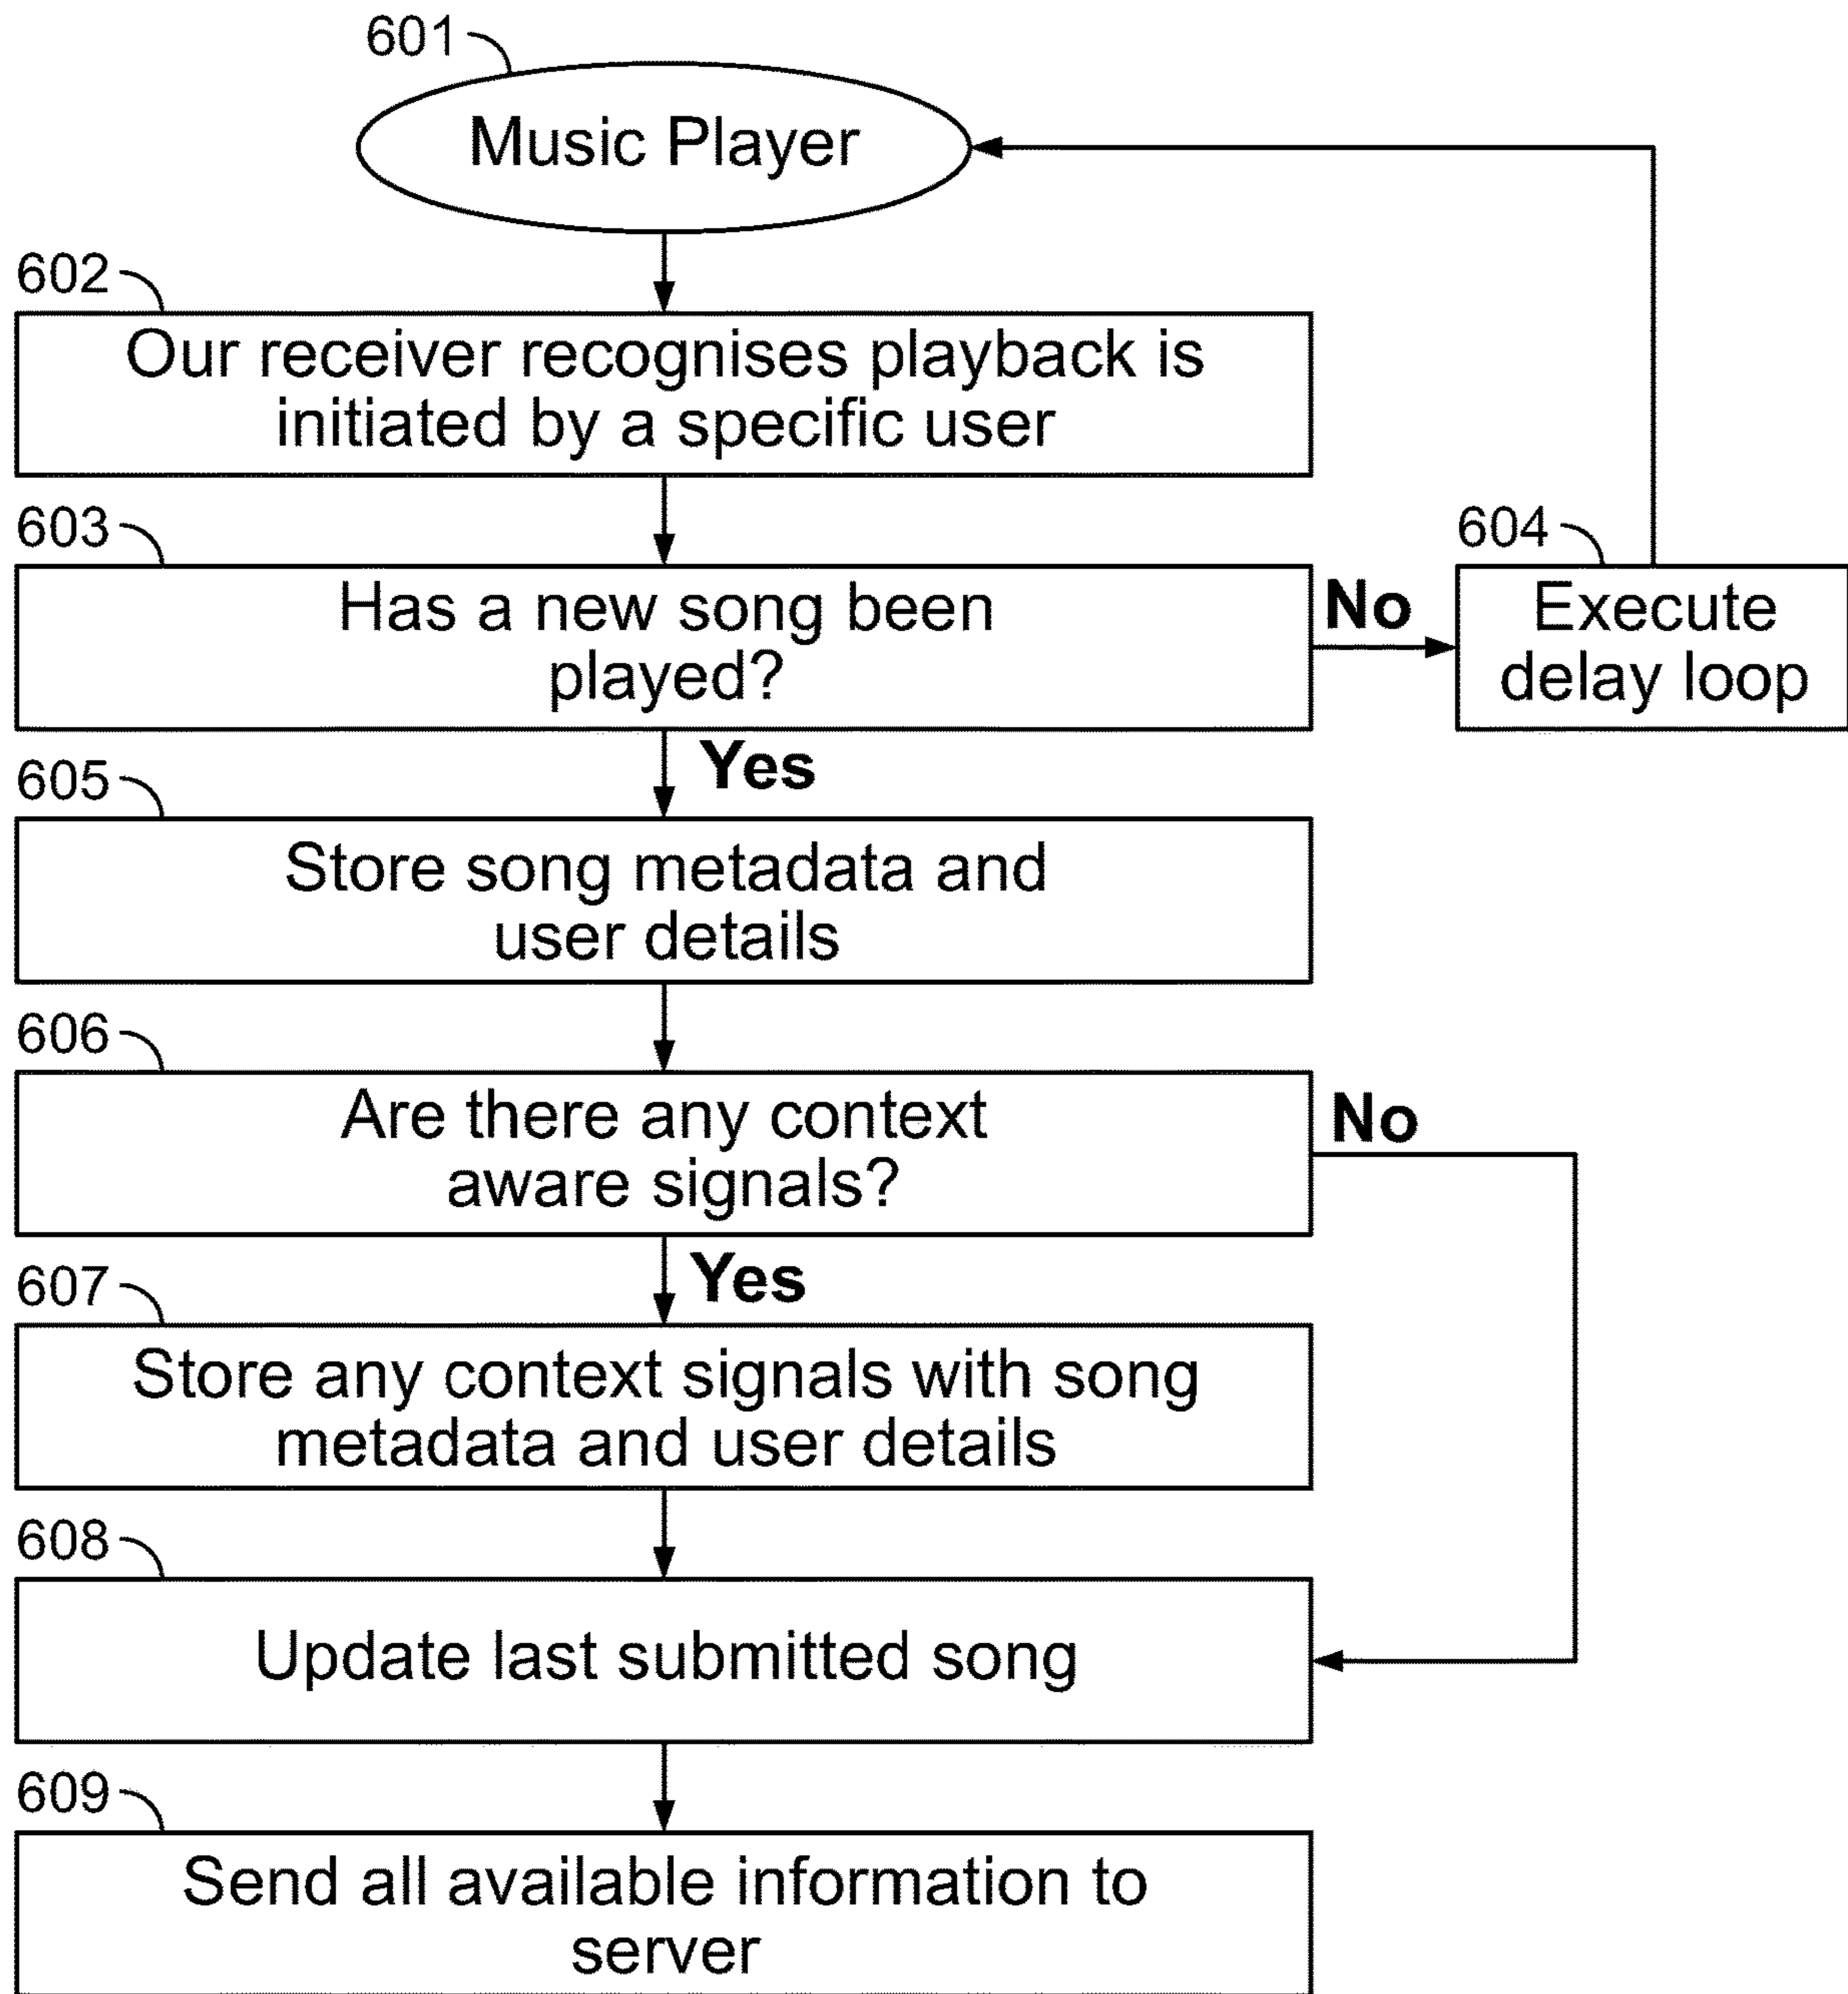 601
Music Player
602
Our receiver recognises playback is
initiated by a specific user
603
Has a new song been
played?
No
604
Execute
delay loop
Yes
605
Store song metadata and
user details
606
Are there any context
aware signals?
No
Yes
607
Store any context signals with song
metadata and user details
608
Update last submitted song
609
Send all available information to
server